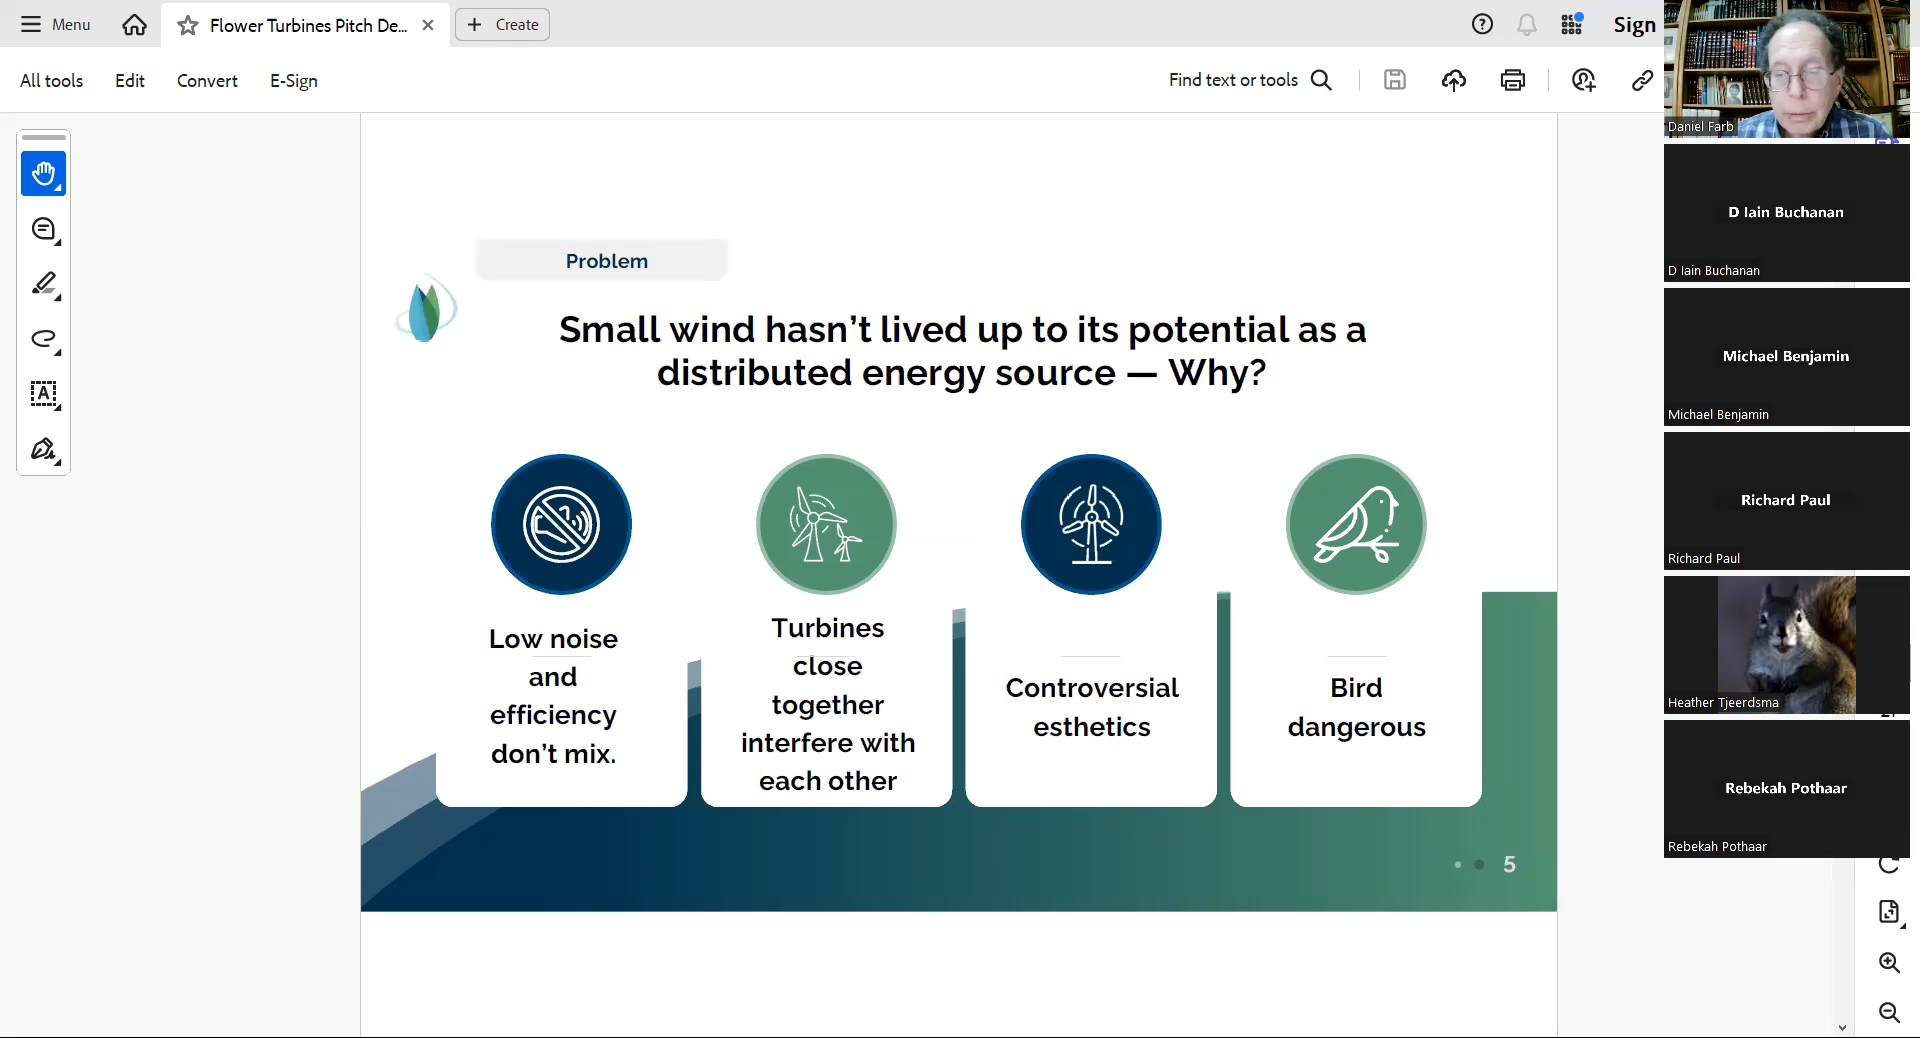 Menu
Flower Turbines Pitch De...
Create
Sign
All tools
Edit
Convert
E-Sign
Find text or tools
Problem
Small wind hasn’t lived up to its potential as a
distributed energy source — Why?
Low noise
and
efficiency
don’t mix.
Turbines
close
together
interfere with
each other
Controversial
esthetics
Bird
dangerous
5
Daniel Farb
D Iain Buchanan
D Iain Buchanan
Michael Benjamin
Michael Benjamin
Richard Paul
Richard Paul
Heather Tjeerdsma
Rebekah Pothaar
Rebekah Pothaar